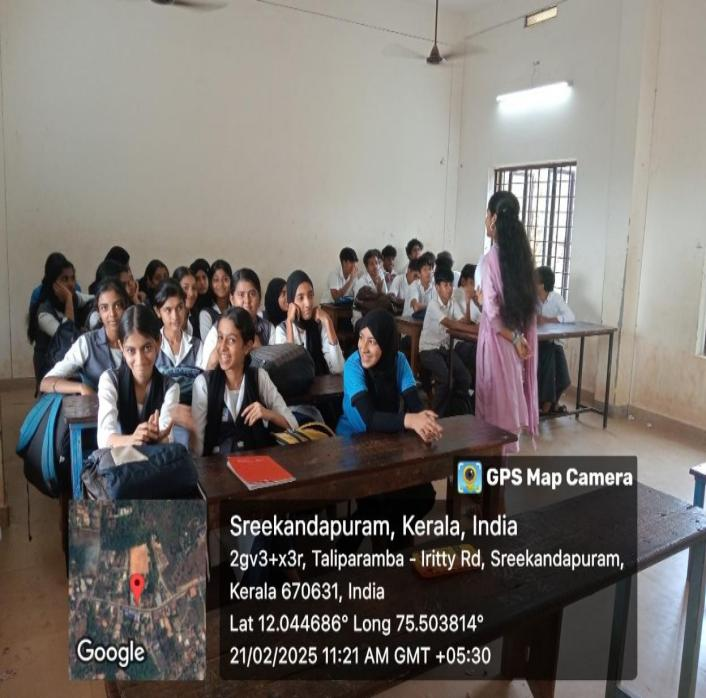 GPS Map Camera
Sreekandapuram, Kerala, India
2gv3+x3r, Taliparamba - Iritty Rd, Sreekandapuram,
Kerala 670631, India
Lat 12.044686° Long 75.503814°
21/02/2025 11:21 AM GMT +05:30
Google